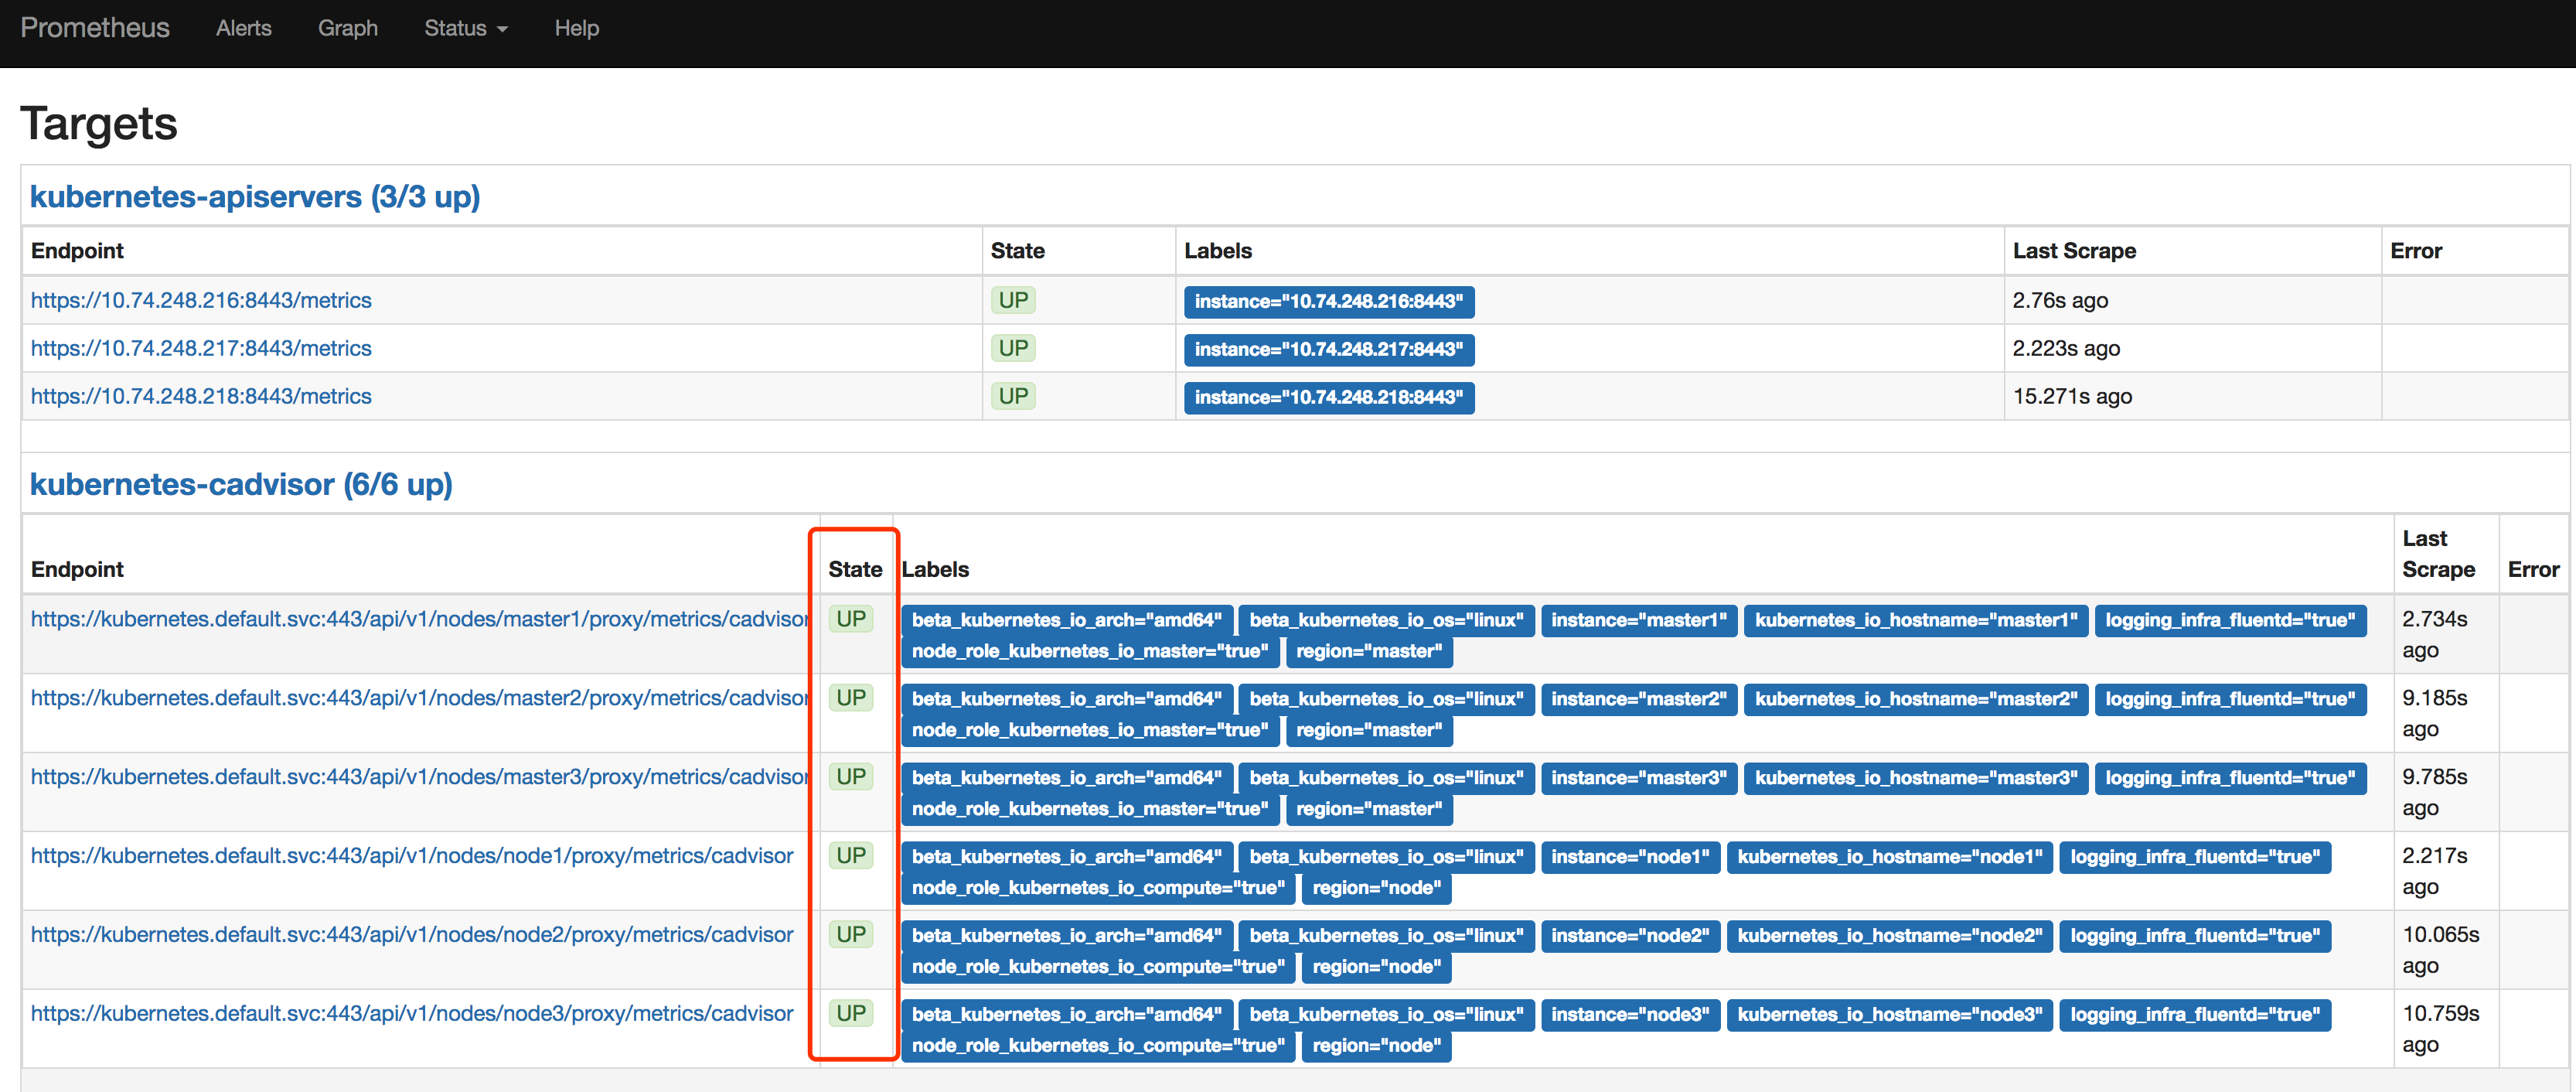 Prometheus Alerts Graph Status Help
Targets
kubernetes-apiservers (3/3 up)
Endpoint State Labels Last Scrape Error
https://10.74.248.216:8443/metrics UP instance="10.74.248.216:8443" 2.76s ago
https://10.74.248.217:8443/metrics UP instance="10.74.248.217:8443" 2.223s ago
https://10.74.248.218:8443/metrics UP instance="10.74.248.218:8443" 15.271s ago
kubernetes-cadvisor (6/6 up)
Last
Endpoint State Labels Scrape Error
https://kubernetes.default.svc:443/api/v1/nodes/master1/proxy/metrics/cadvisor UP beta_kubernetes_io_arch="amd64" beta_kubernetes_io_os="linux" instance="master1" kubernetes_io_hostname="master1" logging_infra_fluentd="true" 2.734s
node_role_kubernetes_io_master="true" region="master" ago
https://kubernetes.default.svc:443/api/v1/nodes/master2/proxy/metrics/cadvisor UP beta_kubernetes_io_arch="amd64" beta_kubernetes_io_os="linux" instance="master2" kubernetes_io_hostname="master2" logging_infra_fluentd="true" 9.185s
node_role_kubernetes_io_master="true" region="master" ago
https://kubernetes.default.svc:443/api/v1/nodes/master3/proxy/metrics/cadvisor UP beta_kubernetes_io_arch="amd64" beta_kubernetes_io_os="linux" instance="master3" kubernetes_io_hostname="master3" logging_infra_fluentd="true" 9.785s
node_role_kubernetes_io_master="true" region="master" ago
https://kubernetes.default.svc:443/api/v1/nodes/node1/proxy/metrics/cadvisor UP beta_kubernetes_io_arch="amd64" beta_kubernetes_io_os="linux" instance="node1" kubernetes_io_hostname="node1" logging_infra_fluentd="true" 2.217s
node_role_kubernetes_io_compute="true" region="node" ago
https://kubernetes.default.svc:443/api/v1/nodes/node2/proxy/metrics/cadvisor UP beta_kubernetes_io_arch="amd64" beta_kubernetes_io_os="linux" instance="node2" kubernetes_io_hostname="node2" logging_infra_fluentd="true" 10.065s
node_role_kubernetes_io_compute="true" region="node" ago
https://kubernetes.default.svc:443/api/v1/nodes/node3/proxy/metrics/cadvisor UP beta_kubernetes_io_arch="amd64" beta_kubernetes_io_os="linux" instance="node3" kubernetes_io_hostname="node3" logging_infra_fluentd="true" 10.759s
node_role_kubernetes_io_compute="true" region="node" ago